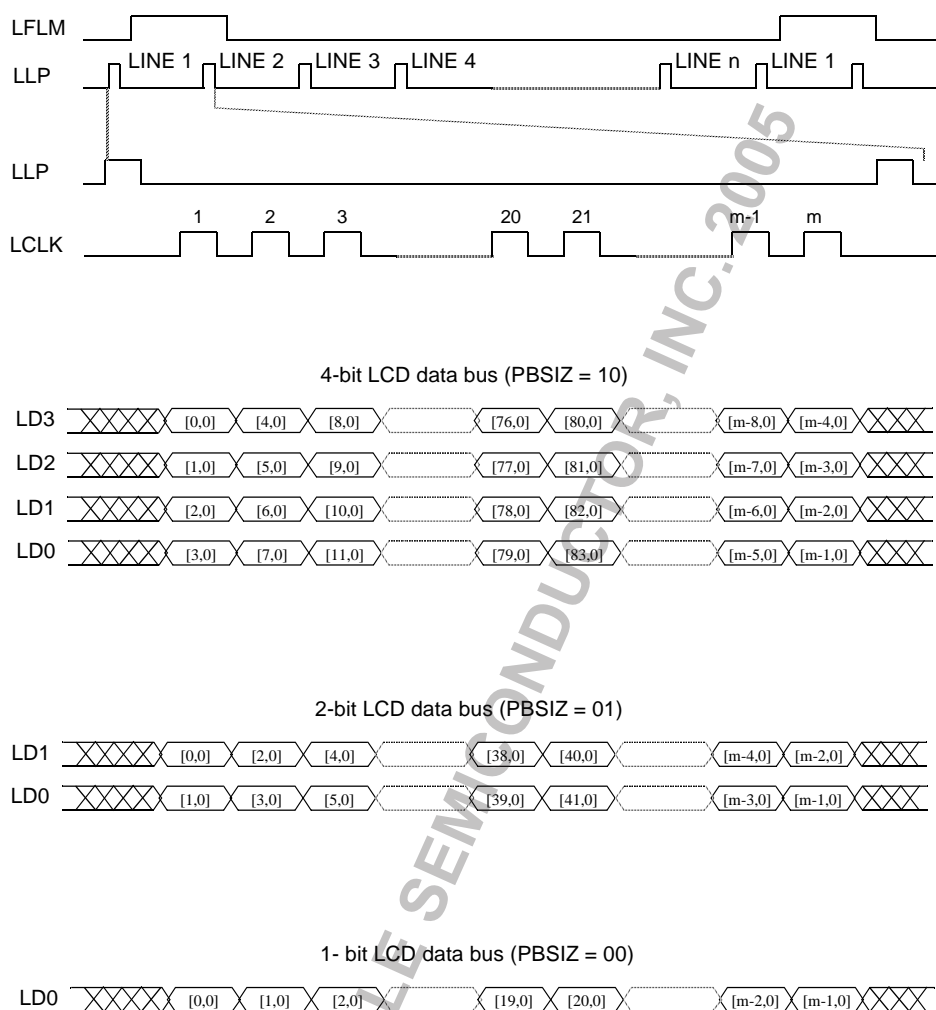 LFLM
LLP LINE 1 LINE 2 LINE 3 LINE 4 LINE n LINE 1
LLP
1 2 3 20 21 m-1 m
LCLK
4-bit LCD data bus (PBSIZ = 10)
LD3 [0,0] [4,0] [8,0] [76,0] [80,0] [m-8,0] [m-4,0]
LD2 [1,0] [5,0] [9,0] [77,0] [81,0] [m-7,0] [m-3,0]
LD1 [2,0] [6,0] [10,0] [78,0] [82,0] [m-6,0] [m-2,0]
LD0 [3,0] [7,0] [11,0] [79,0] [83,0] [m-5,0] [m-1,0]
2-bit LCD data bus (PBSIZ = 01)
LD1 [0,0] [2,0] [4,0] [38,0] [40,0] [m-4,0] [m-2,0]
LD0 [1,0] [3,0] [5,0] [39,0] [41,0] [m-3,0] [m-1,0]
1- bit LCD data bus (PBSIZ = 00)
LD0 [0,0] [1,0] [2,0] [19,0] [20,0] [m-2,0] [m-1,0]
LE SEMICONDUCTOR, INC. 2005